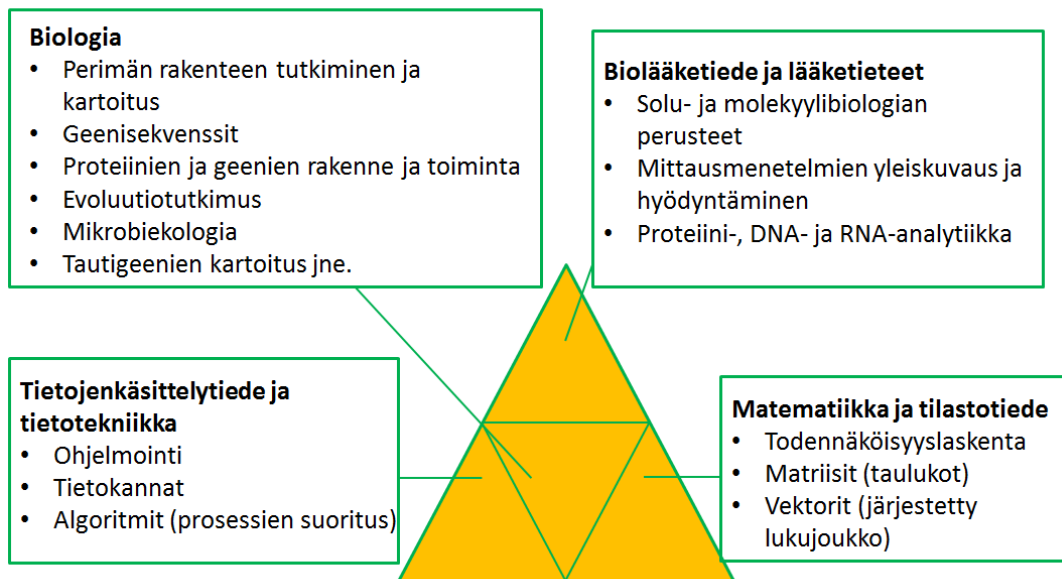 Biologia
• Perimän rakenteen tutkiminen ja
kartoitus
• Geenisekvenssit
• Proteiinien ja geenien rakenne ja toiminta
• Evoluutiotutkimus
• Mikrobiekologia
• Tautigeenien kartoitus jne.
Biolääketiede ja lääketieteet
• Solu- ja molekyylibiologian
perusteet
• Mittausmenetelmien yleiskuvaus ja
hyödyntäminen
• Proteiini-, DNA- ja RNA-analytiikka
Tietojenkäsittelytiede ja
tietotekniikka
• Ohjelmointi
• Tietokannat
• Algoritmit (prosessien suoritus)
Matematiikka ja tilastotiede
• Todennäköisyyslaskenta
• Matriisit (taulukot)
• Vektorit (järjestetty
lukujoukko)